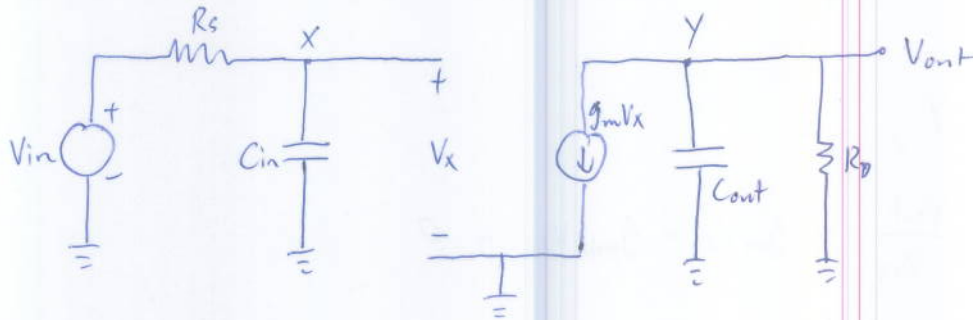 Rs
X
Y
Vout
+
+
gmVx
Vin
Cin
Vx
Cout
RD
-
-